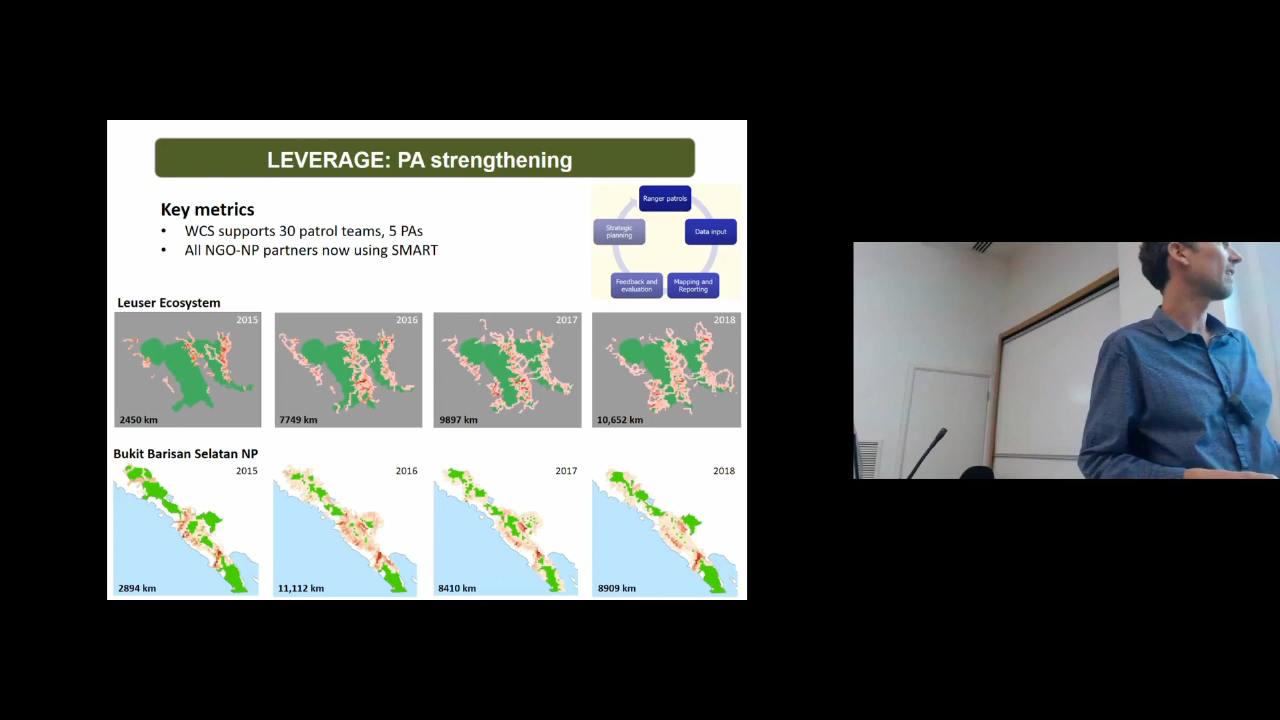 LEVERAGE: PA strengthening
Key metrics
• WCS supports 30 patrol teams, 5 PAs
• All NGO-NP partners now using SMART
Ranger patrols
Strategic
planning
Data input
Feedback and
evaluation
Mapping and
Reporting
Leuser Ecosystem
2015
2016
2017
2018
2450 km
7749 km
9897 km
10,652 km
Bukit Barisan Selatan NP
2015
2016
2017
2018
2894 km
11,112 km
8410 km
8909 km